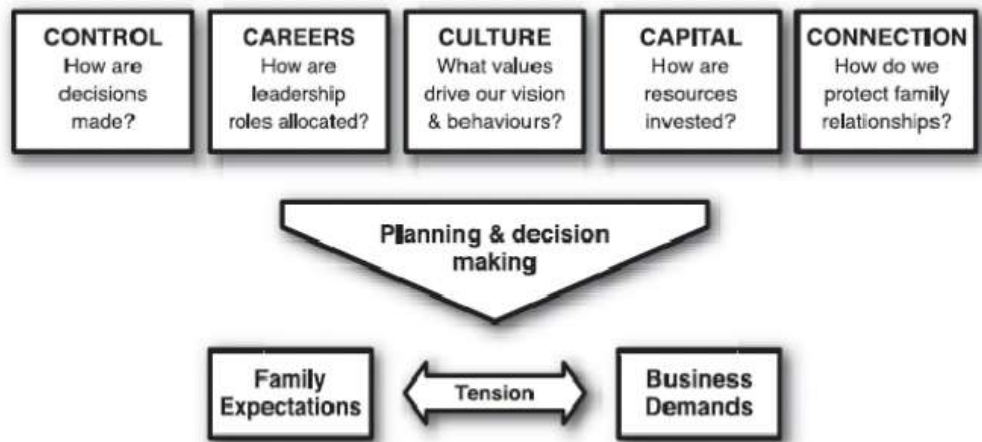 CONTROL
How are
decisions
made?
CAREERS
How are
leadership
roles allocated?
CULTURE
What values
drive our vision
& behaviours?
CAPITAL
How are
resources
invested?
CONNECTION
How do we
protect family
relationships?
Planning & decision
making
Family
Expectations
Tension
Business
Demands